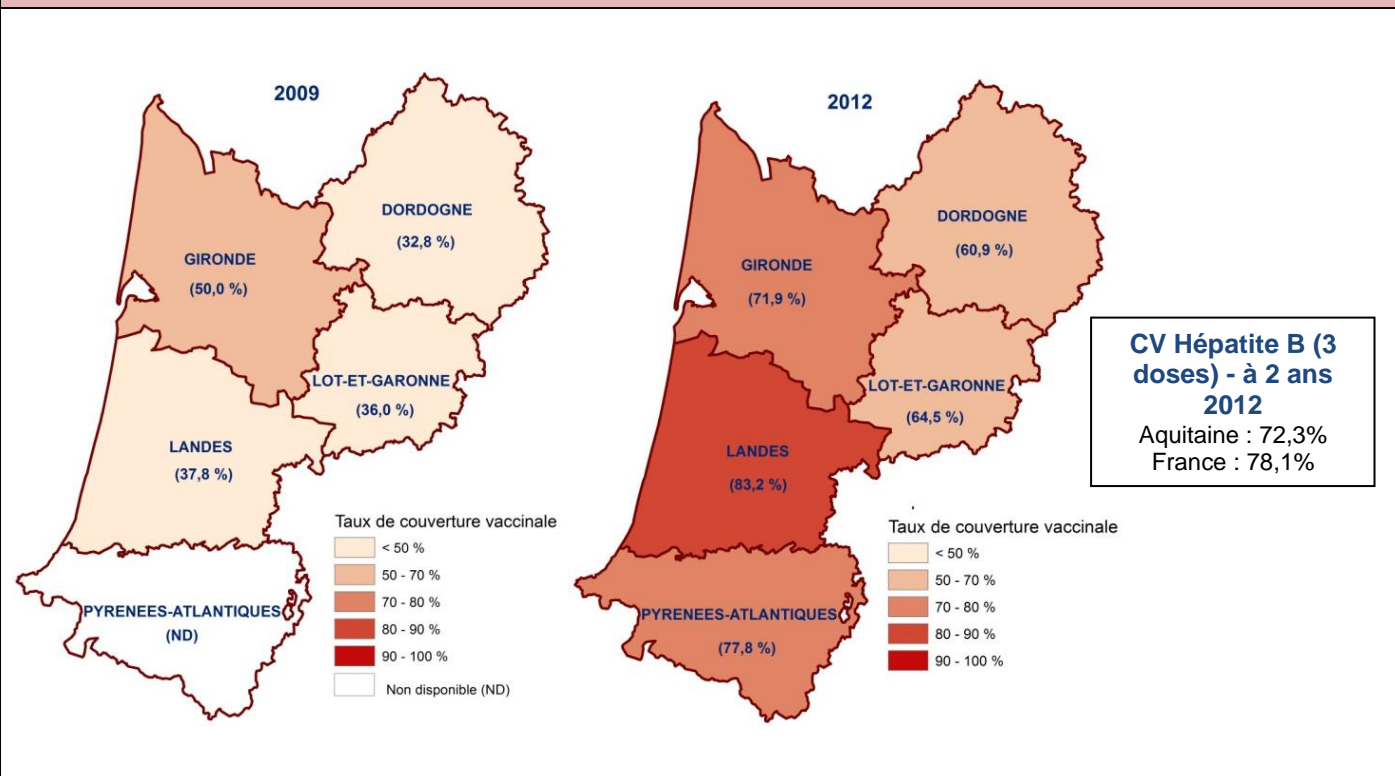 2009
DORDOGNE
(32,8 %)
GIRONDE
(50,0 %)
LOT-ET-GARONNE
(36,0 %)
LANDES
(37,8 %)
PYRENEES-ATLANTIQUES
(ND)
Taux de couverture vaccinale
< 50 %
50 - 70 %
70 - 80 %
80 - 90 %
90 - 100 %
Non disponible (ND)
2012
DORDOGNE
(60,9 %)
GIRONDE
(71,9 %)
LOT-ET-GARONNE
(64,5 %)
LANDES
(83,2 %)
PYRENEES-ATLANTIQUES
(77,8 %)
Taux de couverture vaccinale
< 50 %
50 - 70 %
70 - 80 %
80 - 90 %
90 - 100 %
CV Hépatite B (3
doses) - à 2 ans
2012
Aquitaine : 72,3%
France : 78,1%